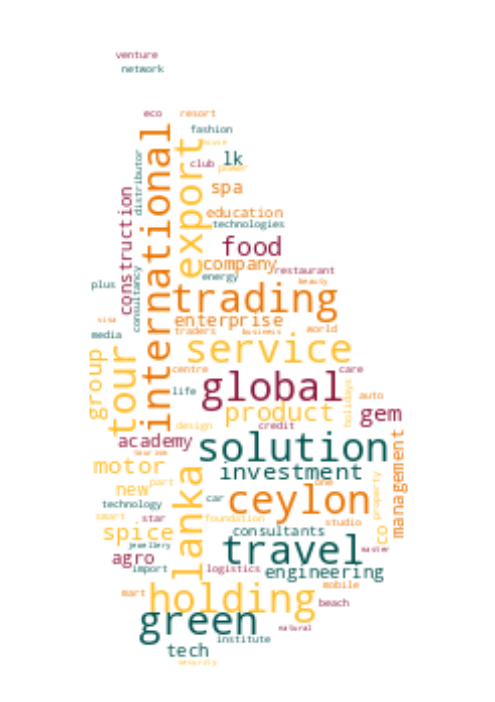 venture
network
eco
resort
fashion
house
lk
club
power
distributor
spa
international
export
construction
education
technologies
food
company
restaurant
consultancy
energy
beauty
plus
trading
visa
enterprise
world
traders
business
media
service
tour
group
centre
care
life
global
holidays
auto
product
gem
design
credit
academy
solution
management
tourism
motor
investment
lanka
part
one
new
car
ceylon
property
technology
smart
star
foundation
studio
spice
consultants
co
jewellery
travel
master
agro
import
logistics
engineering
mobile
mart
holding
beach
green
natural
institute
tech
security